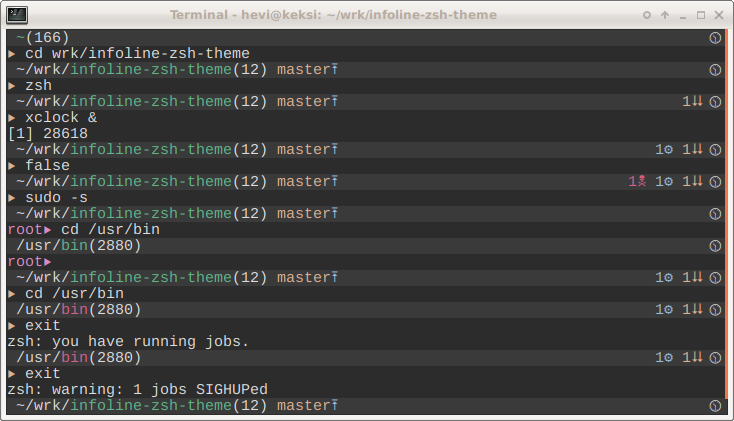 Terminal - hevi@keksi: ~/wrk/infoline-zsh-theme
~(166)
▸ cd wrk/infoline-zsh-theme
~/wrk/infoline-zsh-theme(12) master↑
▸ zsh
~/wrk/infoline-zsh-theme(12) master↑ 1⇊
▸ xclock &
[1] 28618
~/wrk/infoline-zsh-theme(12) master↑ 1⚙ 1⇊
▸ false
~/wrk/infoline-zsh-theme(12) master↑ 1☠ 1⚙ 1⇊
▸ sudo -s
~/wrk/infoline-zsh-theme(12) master↑
root▸ cd /usr/bin
/usr/bin(2880)
root▸
~/wrk/infoline-zsh-theme(12) master↑ 1⚙ 1⇊
▸ cd /usr/bin
/usr/bin(2880) 1⚙ 1⇊
▸ exit
zsh: you have running jobs.
/usr/bin(2880) 1⚙ 1⇊
▸ exit
zsh: warning: 1 jobs SIGHUPed
~/wrk/infoline-zsh-theme(12) master↑